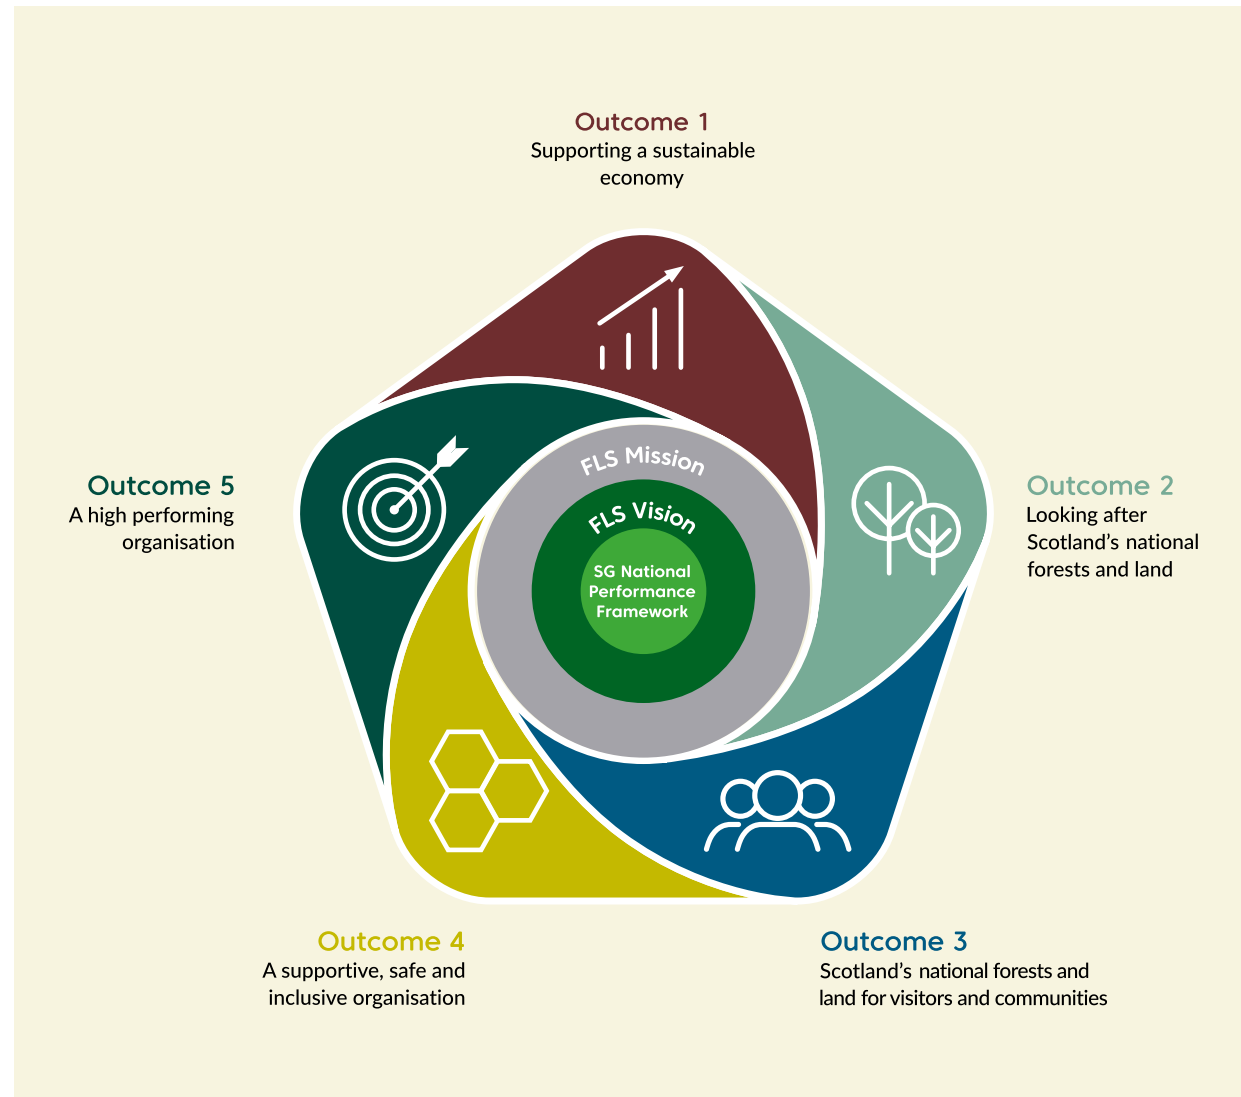 Outcome 1
Supporting a sustainable
economy
Outcome 2
Looking after
Scotland’s national
forests and land
Outcome 3
Scotland’s national forests and
land for visitors and communities
Outcome 4
A supportive, safe and
inclusive organisation
Outcome 5
A high performing
organisation
FLS Mission
FLS Vision
SG National
Performance
Framework